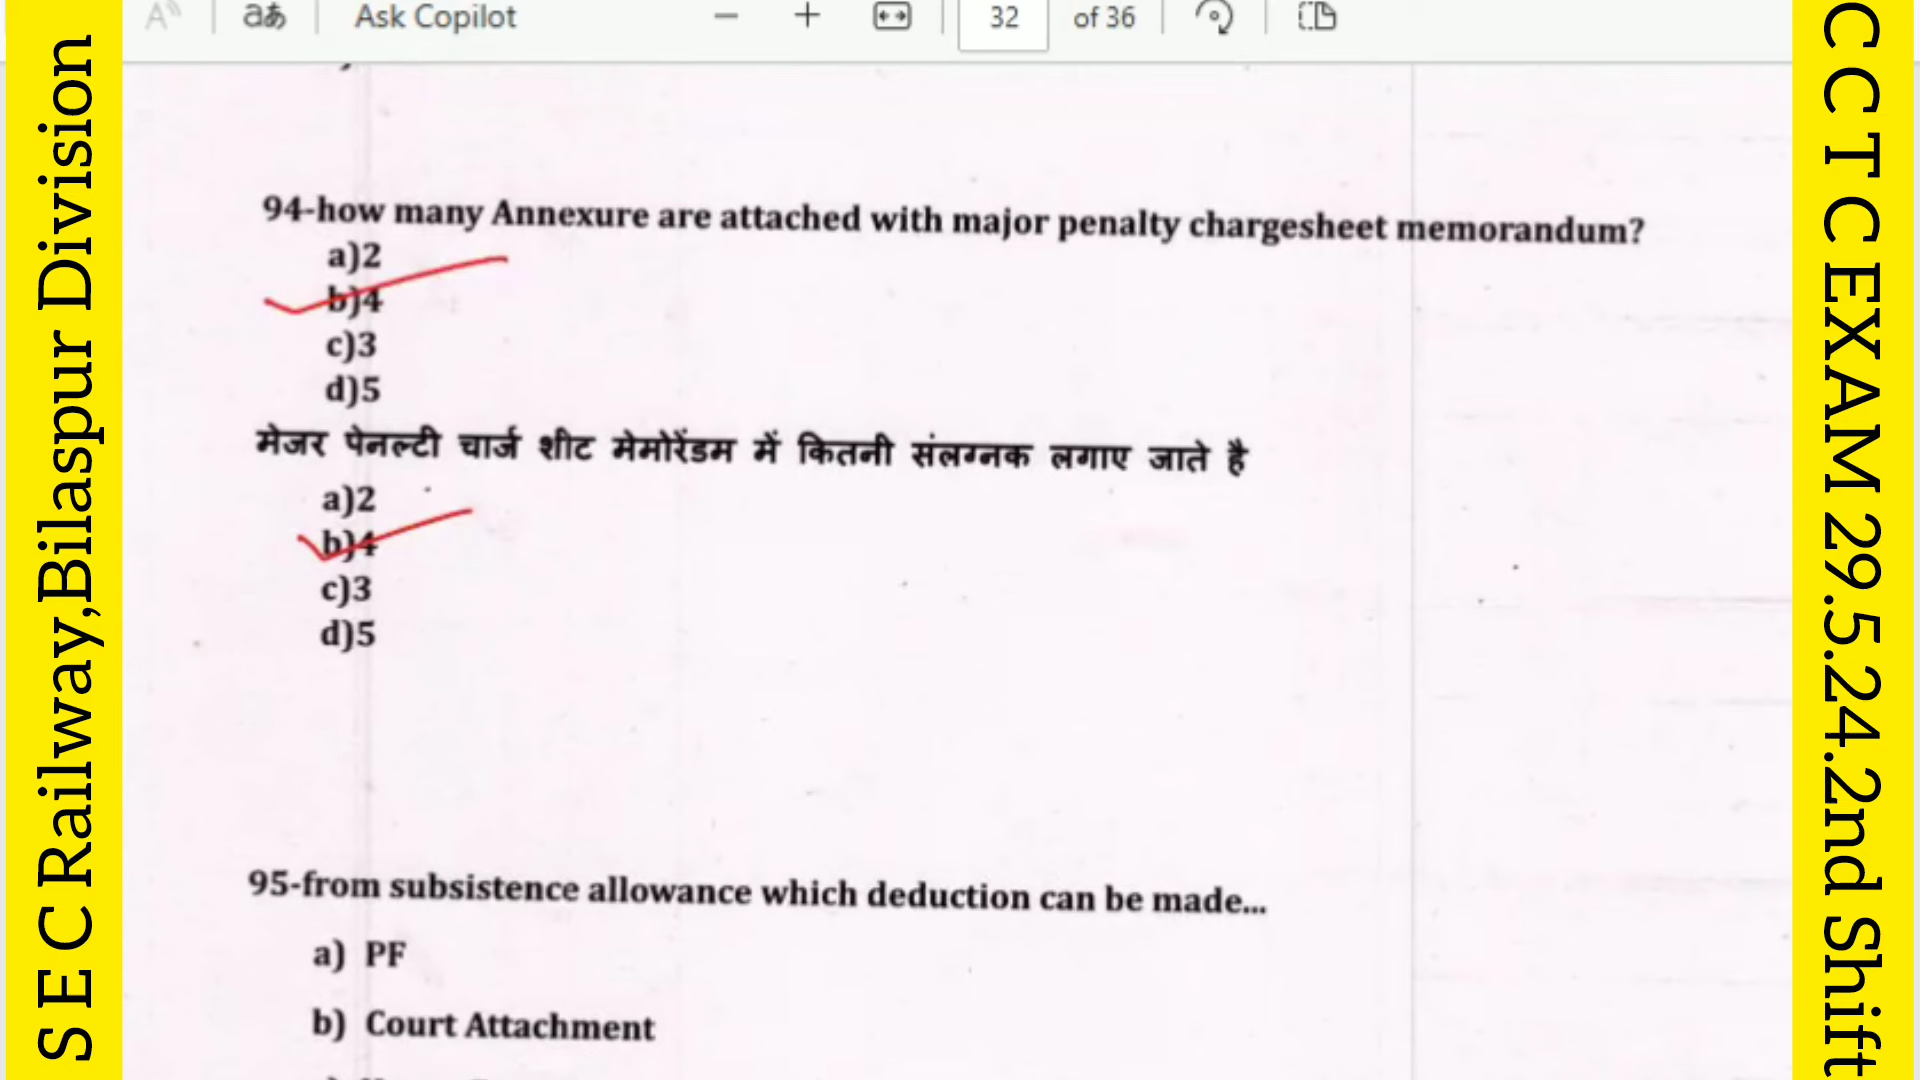 Ask Copilot
32 of 36
S E C Railway,Bilaspur Division
94-how many Annexure are attached with major penalty chargesheet memorandum?
a)2
b)4
c)3
d)5
मेजर पेनल्टी चार्ज शीट मेमोरेंडम में कितनी संलग्नक लगाए जाते है
a)2
b)4
c)3
d)5
95-from subsistence allowance which deduction can be made...
a) PF
b) Court Attachment
C C T C EXAM 29.5.24.2nd Shift